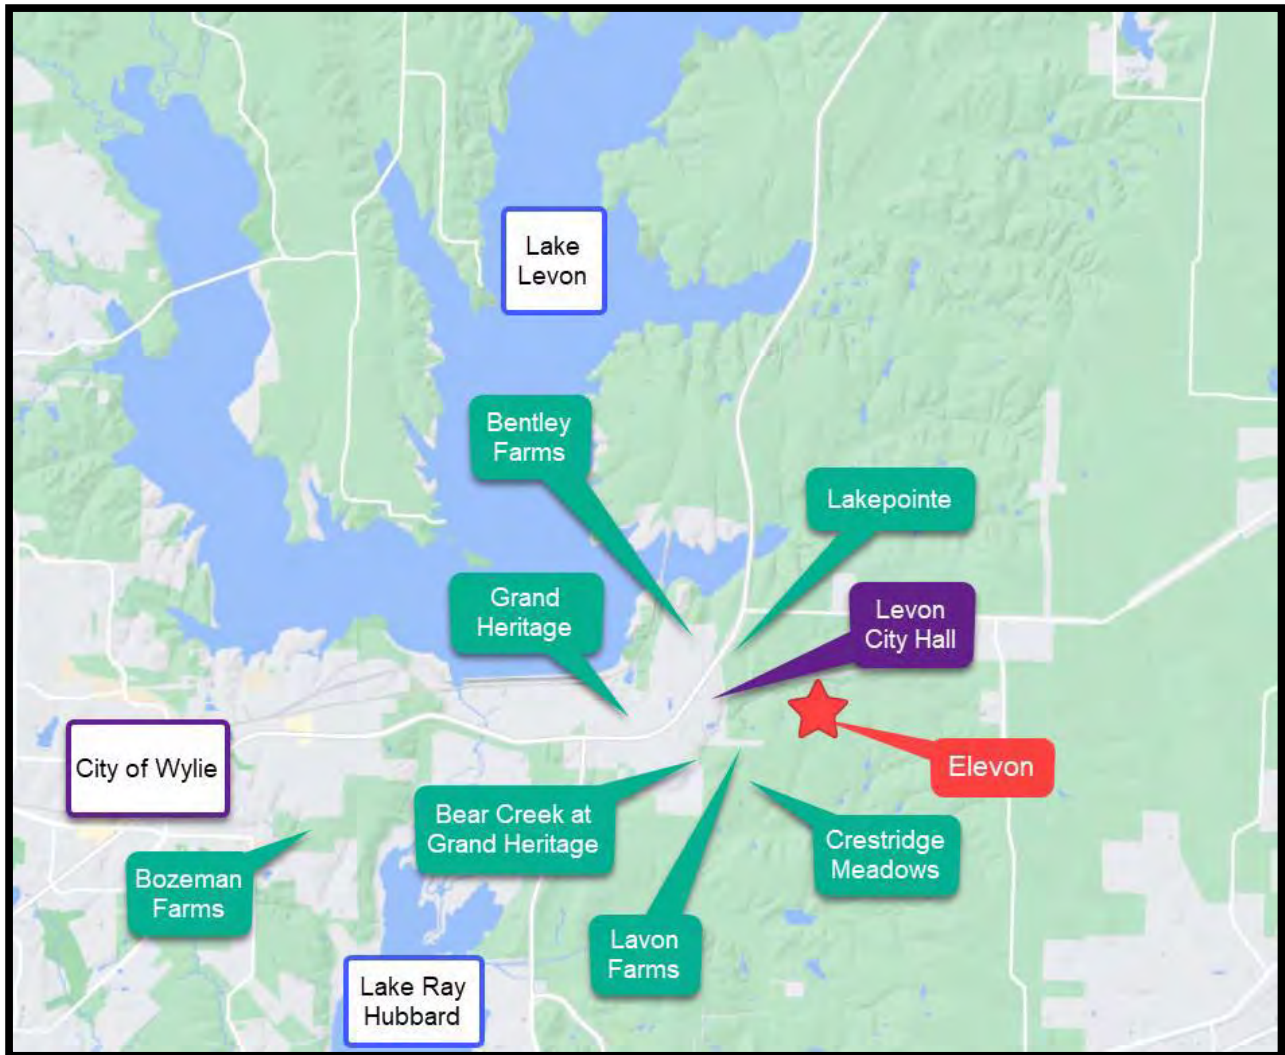 Lake
Levon
Bentley
Farms
Lakepointe
Grand
Heritage
Levon
City Hall
City of Wylie
Elevon
Bear Creek at
Grand Heritage
Crestridge
Meadows
Bozeman
Farms
Lavon
Farms
Lake Ray
Hubbard